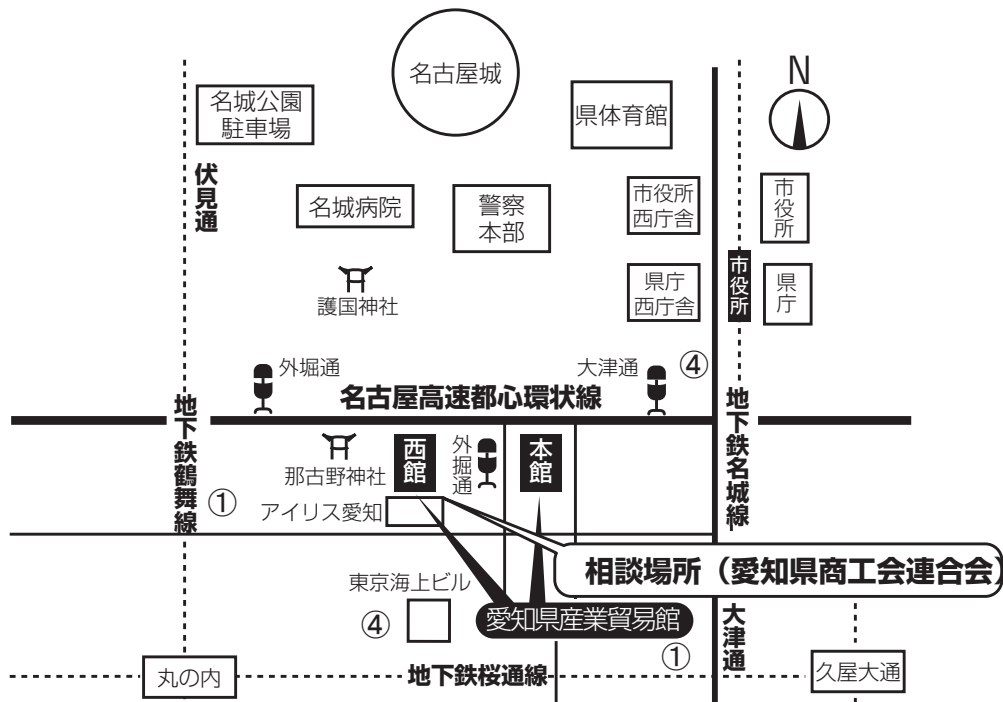 名古屋城
N
名城公園
駐車場
県体育館
伏見通
名城病院
警察
本部
市役所
西庁舎
市役所
護国神社
県庁
西庁舎
市役所
県庁
外堀通
大津通
④
名古屋高速都心環状線
地下鉄鶴舞線
地下鉄名城線
那古野神社
西館
外堀通
本館
①
アイリス愛知
相談場所（愛知県商工会連合会）
東京海上ビル
④
愛知県産業貿易館
大津通
①
丸の内
地下鉄桜通線
久屋大通